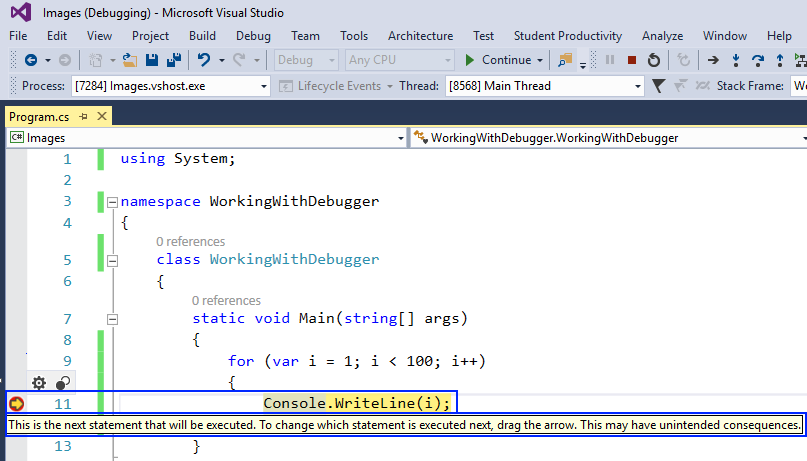 Images (Debugging) - Microsoft Visual Studio
File Edit View Project Build Debug Team Tools Architecture Test Student Productivity Analyze Window Help
Debug Any CPU Continue
Process: [7284] Images.vshost.exe Lifecycle Events Thread: [8568] Main Thread Stack Frame:
Program.cs
C# Images WorkingWithDebugger.WorkingWithDebugger
1 using System;
2
3 namespace WorkingWithDebugger
4 {
0 references
5 class WorkingWithDebugger
6 {
0 references
7 static void Main(string[] args)
8 {
9 for (var i = 1; i < 100; i++)
{
11 Console.WriteLine(i);
This is the next statement that will be executed. To change which statement is executed next, drag the arrow. This may have unintended consequences.
13 }